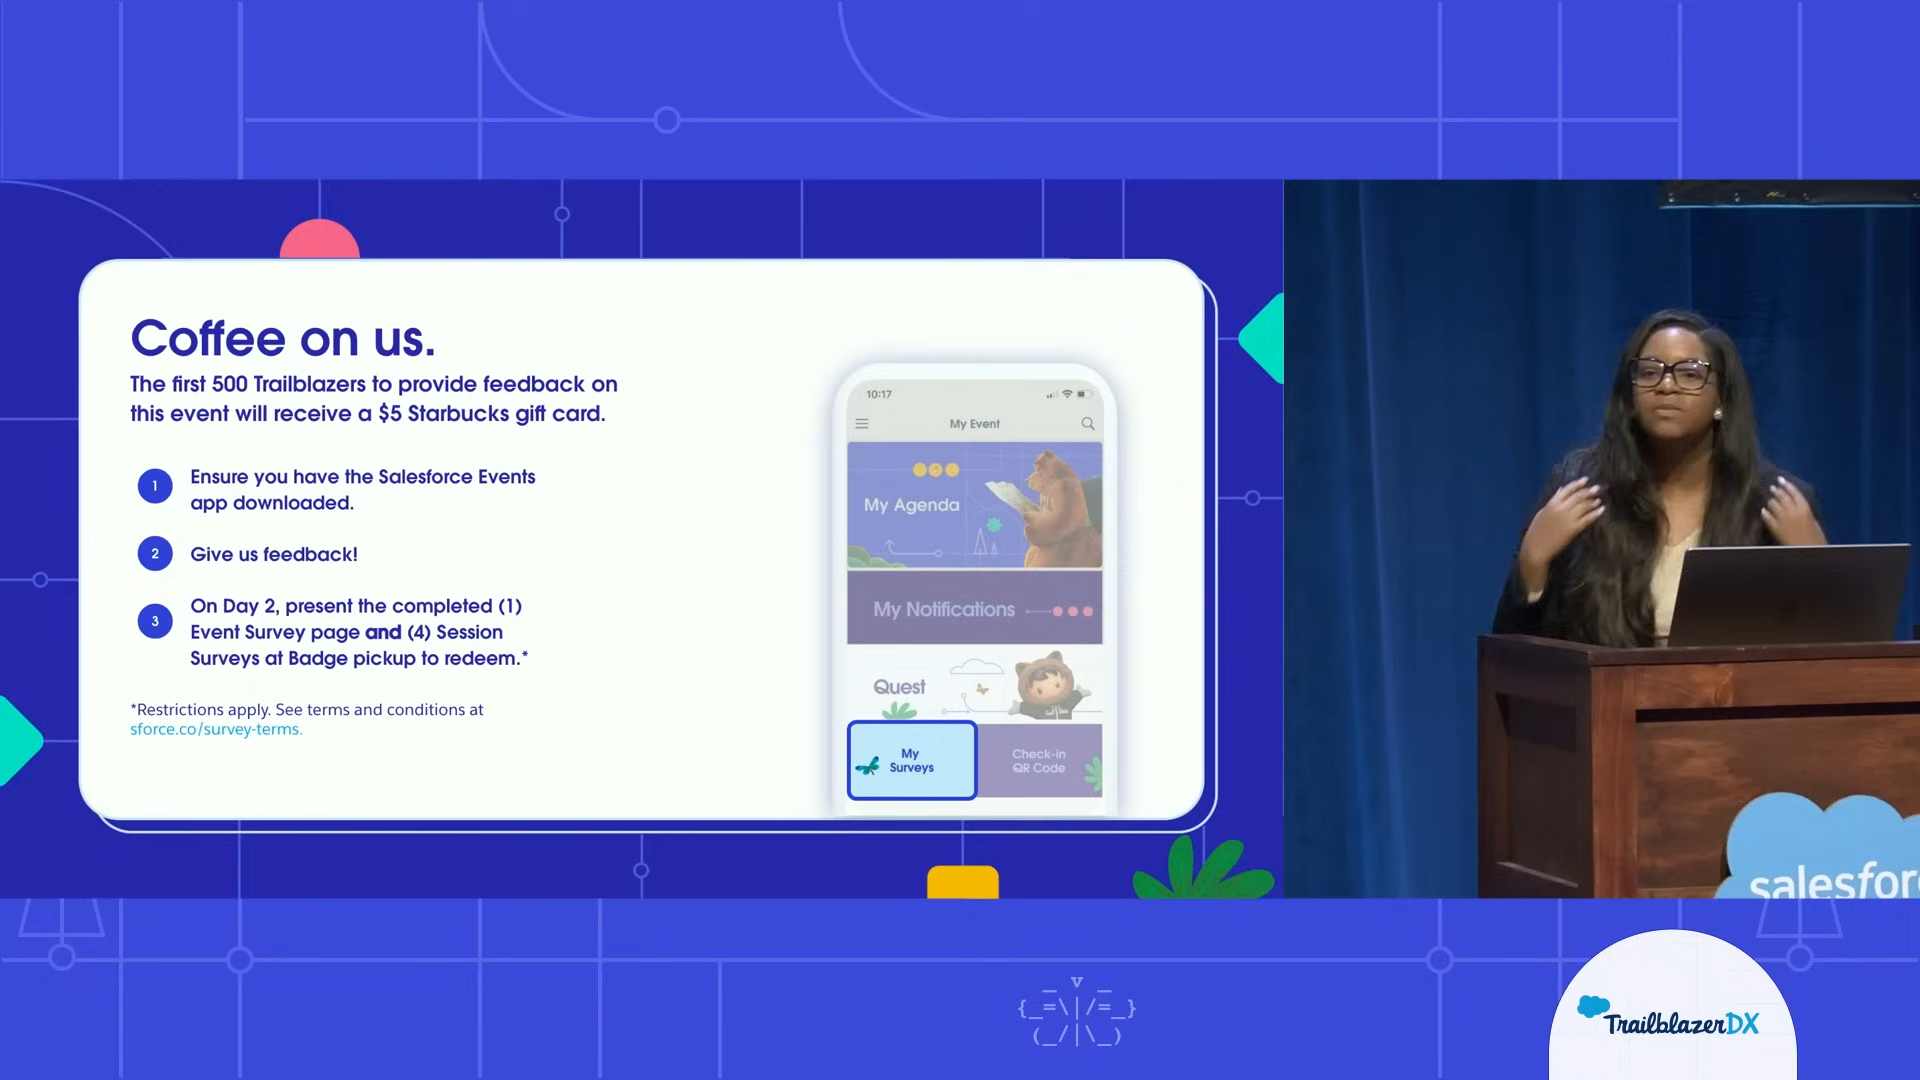 Coffee on us.
The first 500 Trailblazers to provide feedback on
this event will receive a $5 Starbucks gift card.
1
Ensure you have the Salesforce Events
app downloaded.
2
Give us feedback!
3
On Day 2, present the completed (1)
Event Survey page and (4) Session
Surveys at Badge pickup to redeem.*
*Restrictions apply. See terms and conditions at
sforce.co/survey-terms.
10:17
My Event
My Agenda
My Notifications
Quest
My
Surveys
Check-in
QR Code
salesfor
{_=\|/=_}
(_/|\_)
TrailblazerDX